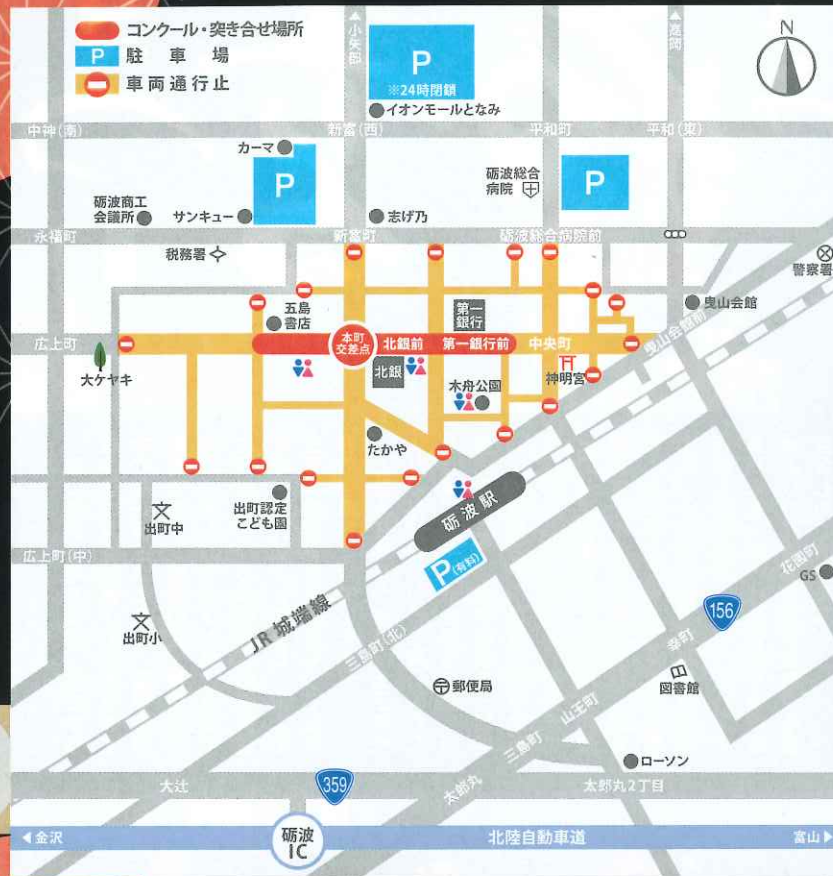 コンクール・突き合せ場所
P 駐車場
車両通行止
▲小矢部
▲高岡
N
P
※24時閉鎖
イオンモールとなみ
中神(南)
新富(西)
平和町
平和(東)
カーマ
P
砺波総合
病院
P
砺波商工
会議所
サンキュー
志げ乃
永福町
新富町
砺波総合病院前
税務署
警察署
五島
書店
第一
銀行
曳山会館
広上町
本町
交差点
北銀前
第一銀行前
中央町
曳山会館前
大ケヤキ
北銀
木舟公園
神明宮
たかや
出町認定
こども園
出町中
砺波駅
広上町(中)
P(有料)
花園町
GS
出町小
JR城端線
156
三島町(北)
幸町
郵便局
図書館
山王町
三島町
ローソン
大辻
359
太郎丸
太郎丸2丁目
◀金沢
砺波
IC
北陸自動車道
富山▶